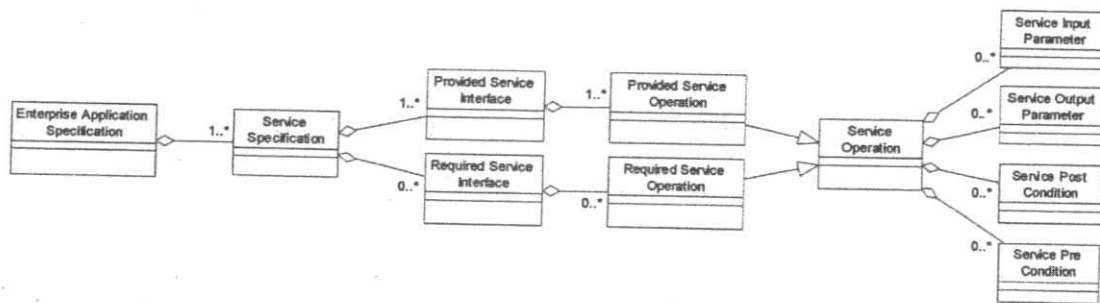 Enterprise Application
Specification
1..*
Service
Specification
1..*
0..*
Provided Service
Interface
1..*
Provided Service
Operation
Required Service
Interface
0..*
Required Service
Operation
Service
Operation
0..*
Service Input
Parameter
0..*
Service Output
Parameter
0..*
Service Post
Condition
0..*
Service Pre
Condition